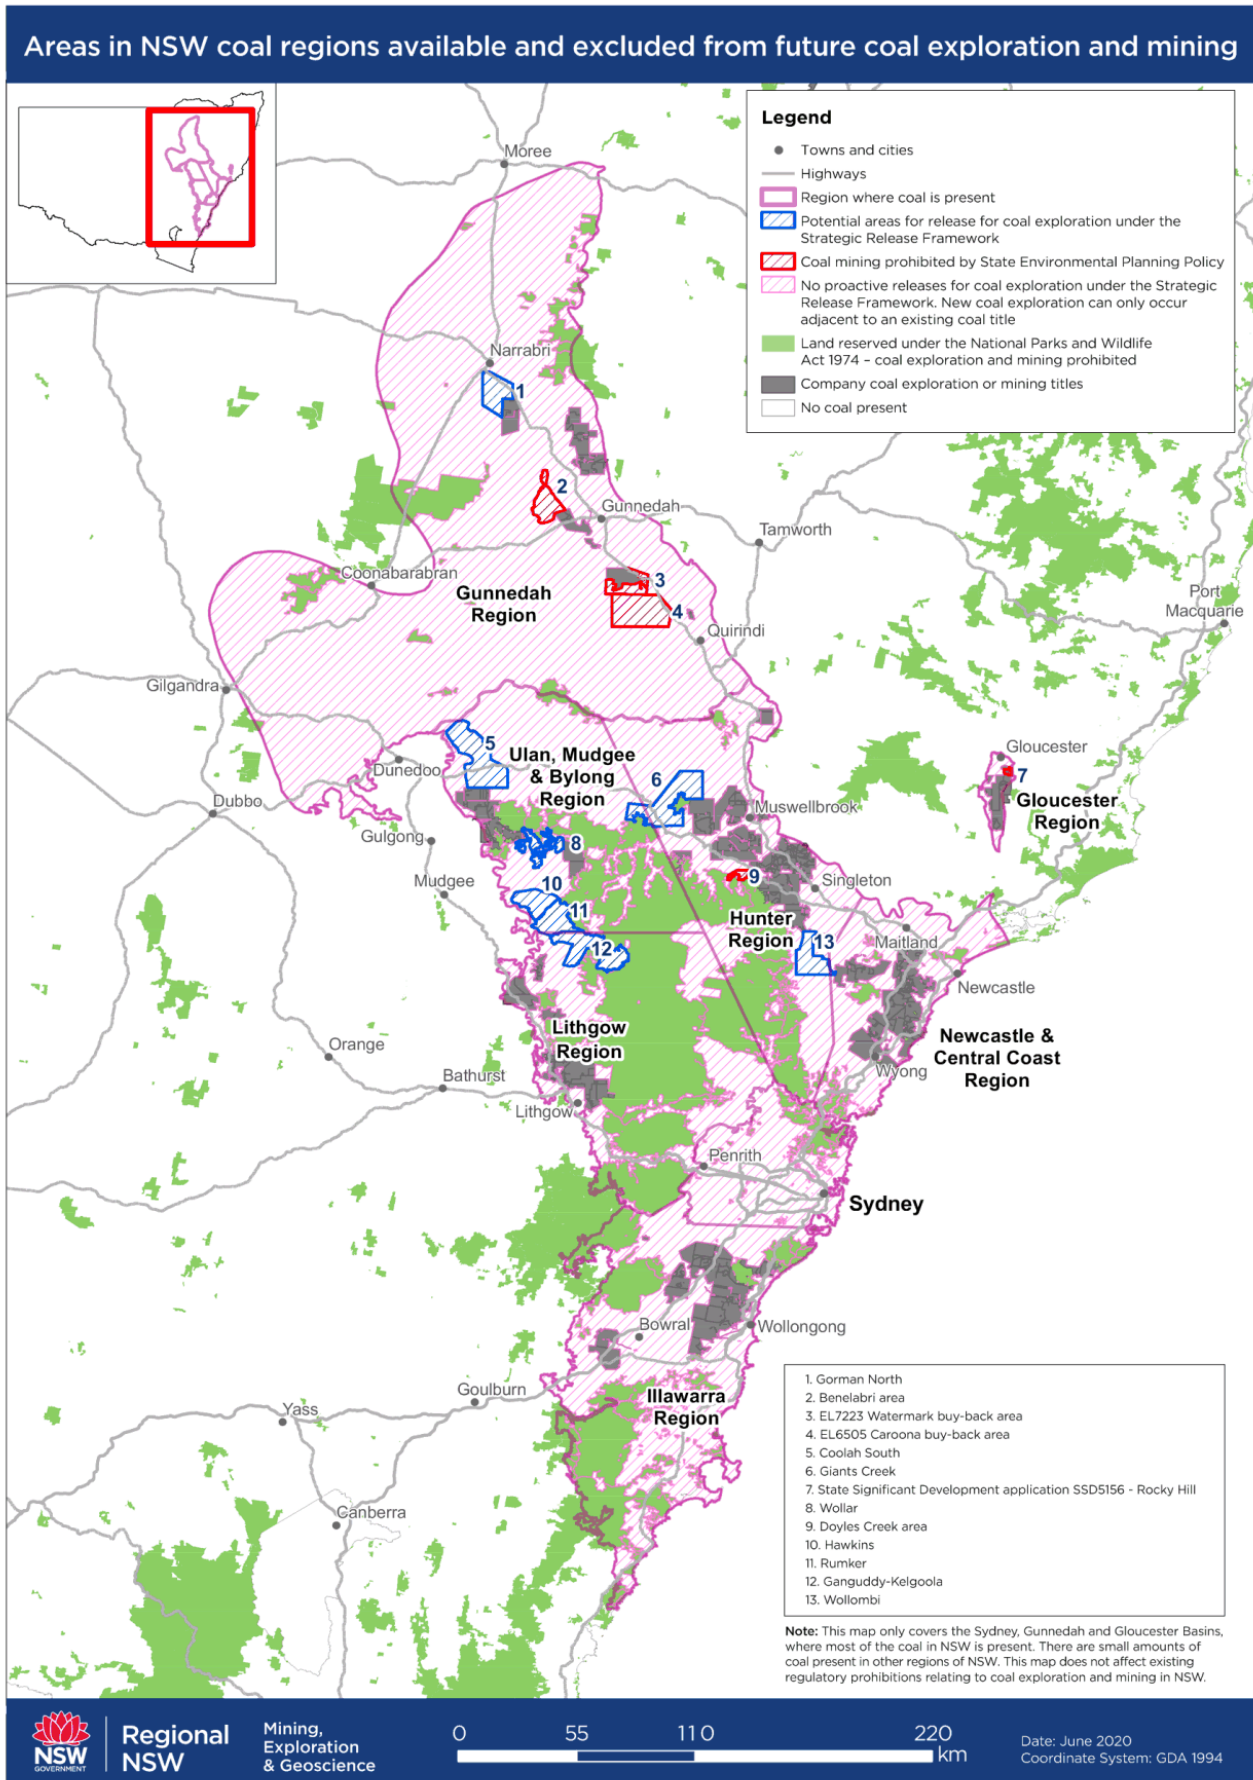 Areas in NSW coal regions available and excluded from future coal exploration and mining
Legend
Towns and cities
Highways
Region where coal is present
Potential areas for release for coal exploration under the
Strategic Release Framework
Coal mining prohibited by State Environmental Planning Policy
No proactive releases for coal exploration under the Strategic
Release Framework. New coal exploration can only occur
adjacent to an existing coal title
Land reserved under the National Parks and Wildlife
Act 1974 – coal exploration and mining prohibited
Company coal exploration or mining titles
No coal present
Moree
Narrabri
1
2
Gunnedah
Tamworth
Coonabarabran
3
Gunnedah
Region
4
Port
Macquarie
Quirindi
Gilgandra
5
Gloucester
Ulan, Mudgee
& Bylong
Region
Dunedoo
6
7
Gloucester
Region
Dubbo
Muswellbrook
Gulgong
8
Mudgee
9
Singleton
10
11
Hunter
Region
12
13
Maitland
Newcastle
Lithgow
Region
Newcastle &
Central Coast
Region
Orange
Bathurst
Wyong
Lithgow
Penrith
Sydney
Bowral
Wollongong
Goulburn
Illawarra
Region
Yass
Canberra
1. Gorman North
2. Benelabri area
3. EL7223 Watermark buy-back area
4. EL6505 Caroona buy-back area
5. Coolah South
6. Giants Creek
7. State Significant Development application SSD5156 - Rocky Hill
8. Wollar
9. Doyles Creek area
10. Hawkins
11. Rumker
12. Ganguddy-Kelgoola
13. Wollombi
Note: This map only covers the Sydney, Gunnedah and Gloucester Basins,
where most of the coal in NSW is present. There are small amounts of
coal present in other regions of NSW. This map does not affect existing
regulatory prohibitions relating to coal exploration and mining in NSW.
NSW
GOVERNMENT
Regional
NSW
Mining,
Exploration
& Geoscience
0 55 110 220
km
Date: June 2020
Coordinate System: GDA 1994